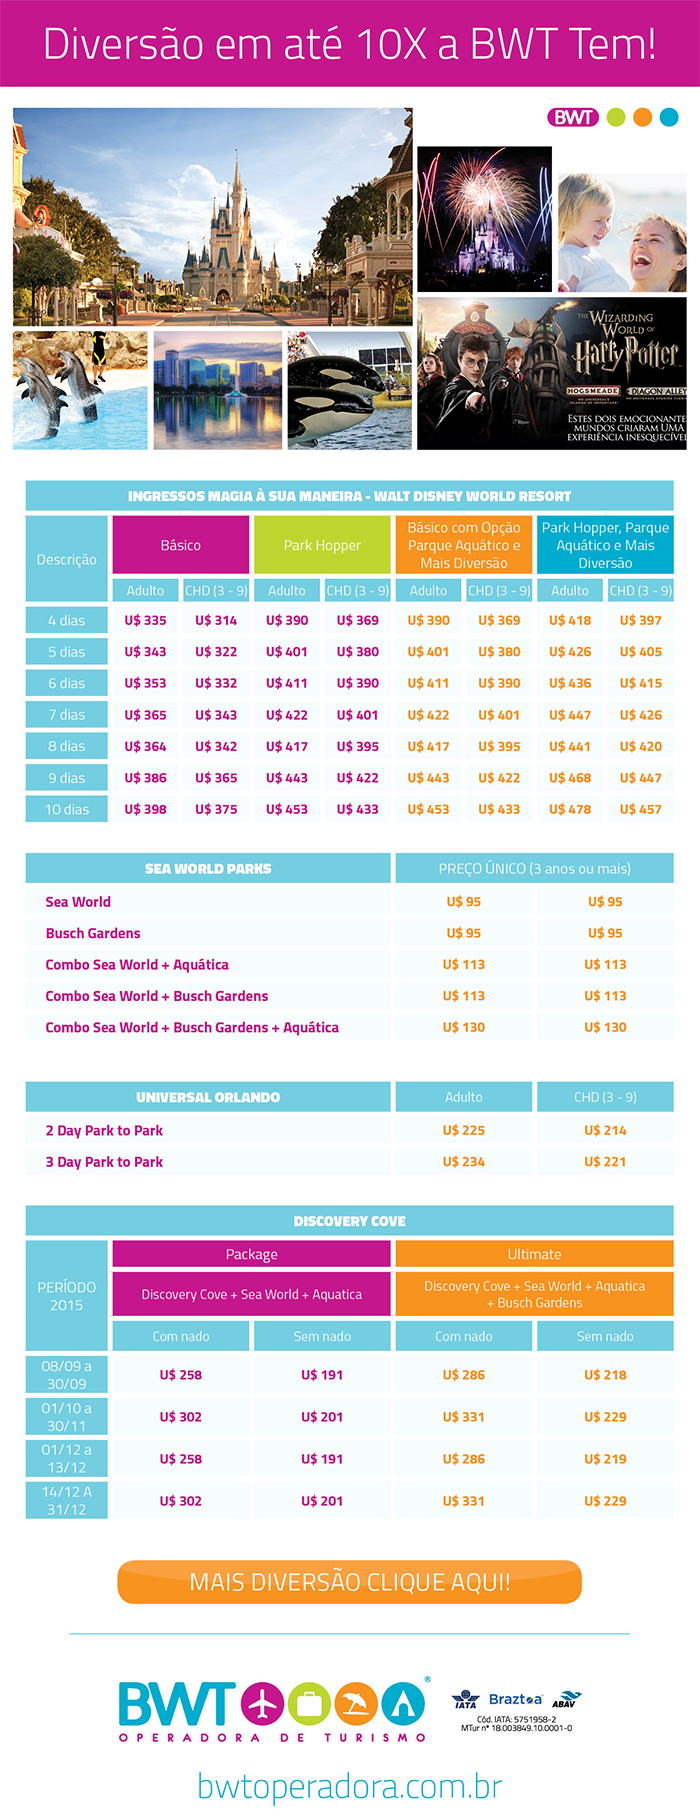 Diversão em até 10X a BWT Tem!
BWT
THE WIZARDING
WORLD OF
Harry Potter
HOGSMEADE DIAGON ALLEY
ESTES DOIS EMOCIONANTE
MUNDOS CRIARAM UMA
EXPERIÊNCIA INESQUECÍVEL
INGRESSOS MAGIA À SUA MANEIRA - WALT DISNEY WORLD RESORT
Descrição
Básico
Park Hopper
Básico com Opção
Parque Aquático e
Mais Diversão
Park Hopper, Parque
Aquático e Mais
Diversão
Adulto CHD (3 - 9) Adulto CHD (3 - 9) Adulto CHD (3 - 9) Adulto CHD (3 - 9)
4 dias U$ 335 U$ 314 U$ 390 U$ 369 U$ 390 U$ 369 U$ 418 U$ 397
5 dias U$ 343 U$ 322 U$ 401 U$ 380 U$ 401 U$ 380 U$ 426 U$ 405
6 dias U$ 353 U$ 332 U$ 411 U$ 390 U$ 411 U$ 390 U$ 436 U$ 415
7 dias U$ 365 U$ 343 U$ 422 U$ 401 U$ 422 U$ 401 U$ 447 U$ 426
8 dias U$ 364 U$ 342 U$ 417 U$ 395 U$ 417 U$ 395 U$ 441 U$ 420
9 dias U$ 386 U$ 365 U$ 443 U$ 422 U$ 443 U$ 422 U$ 468 U$ 447
10 dias U$ 398 U$ 375 U$ 453 U$ 433 U$ 453 U$ 433 U$ 478 U$ 457
SEA WORLD PARKS PREÇO ÚNICO (3 anos ou mais)
Sea World U$ 95 U$ 95
Busch Gardens U$ 95 U$ 95
Combo Sea World + Aquática U$ 113 U$ 113
Combo Sea World + Busch Gardens U$ 113 U$ 113
Combo Sea World + Busch Gardens + Aquática U$ 130 U$ 130
UNIVERSAL ORLANDO Adulto CHD (3 - 9)
2 Day Park to Park U$ 225 U$ 214
3 Day Park to Park U$ 234 U$ 221
DISCOVERY COVE
PERÍODO
2015
Package Ultimate
Discovery Cove + Sea World + Aquatica
Discovery Cove + Sea World + Aquatica
+ Busch Gardens
Com nado Sem nado Com nado Sem nado
08/09 a
30/09
U$ 258 U$ 191 U$ 286 U$ 218
01/10 a
30/11
U$ 302 U$ 201 U$ 331 U$ 229
01/12 a
13/12
U$ 258 U$ 191 U$ 286 U$ 219
14/12 A
31/12
U$ 302 U$ 201 U$ 331 U$ 229
MAIS DIVERSÃO CLIQUE AQUI!
BWT ®
OPERADORA DE TURISMO
IATA Braztoa ABAV
Cód. IATA: 5751958-2
MTur nº 18.003849.10.0001-0
bwtoperadora.com.br